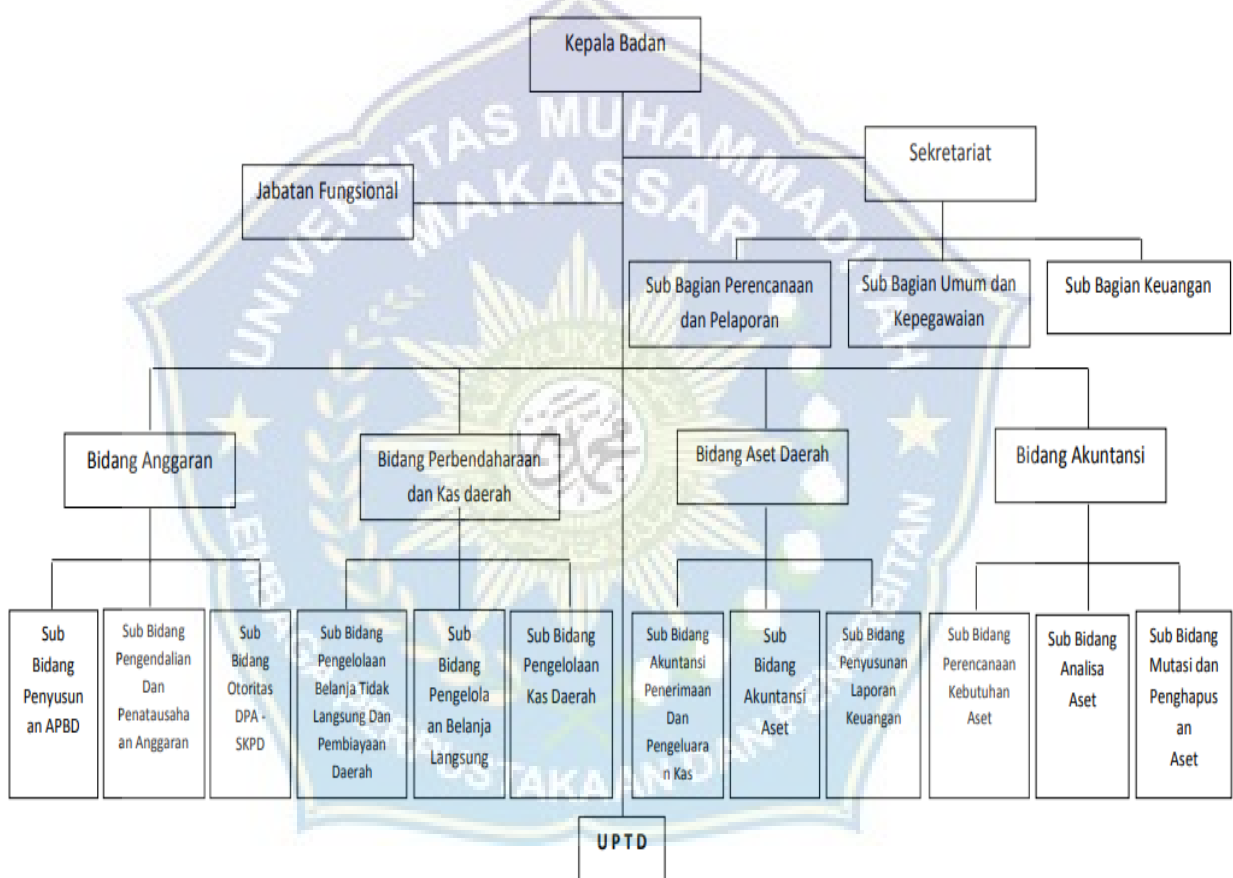 Kepala Badan
Sekretariat
Jabatan Fungsional
Sub Bagian Perencanaan
dan Pelaporan
Sub Bagian Umum dan
Kepegawaian
Sub Bagian Keuangan
Bidang Anggaran
Bidang Perbendaharaan
dan Kas daerah
Bidang Aset Daerah
Bidang Akuntansi
Sub
Bidang
Penyusun
an APBD
Sub Bidang
Pengendalian
Dan
Penatausaha
an Anggaran
Sub
Bidang
Otoritas
DPA -
SKPD
Sub Bidang
Pengelolaan
Belanja Tidak
Langsung Dan
Pembiayaan
Daerah
Sub
Bidang
Pengelola
an Belanja
Langsung
Sub Bidang
Pengelolaan
Kas Daerah
Sub Bidang
Akuntansi
Penerimaan
Dan
Pengeluara
n Kas
Sub
Bidang
Akuntansi
Aset
Sub Bidang
Penyusunan
Laporan
Keuangan
Sub Bidang
Perencanaan
Kebutuhan
Aset
Sub Bidang
Analisa
Aset
Sub Bidang
Mutasi dan
Penghapus
an
Aset
UPTD
UNIVERSITAS MUHAMMADIYAH
MAKASSAR